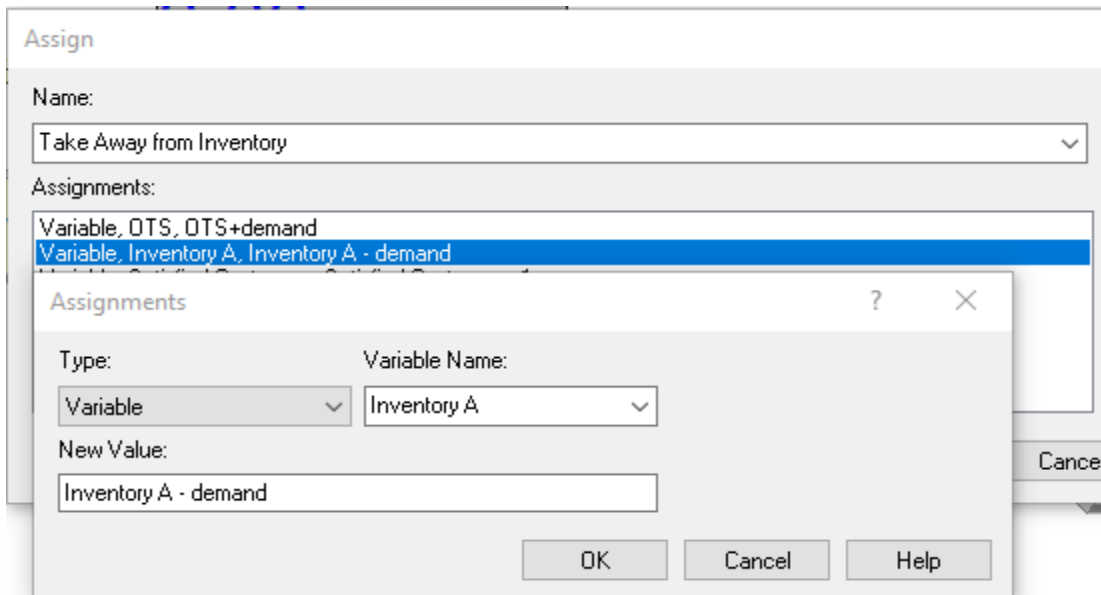 Assign
Name:
Take Away from Inventory
Assignments:
Variable, OTS, OTS+demand
Variable, Inventory A, Inventory A - demand
Assignments
?
Type:
Variable Name:
Variable
Inventory A
New Value:
Inventory A - demand
Cance
OK
Cancel
Help